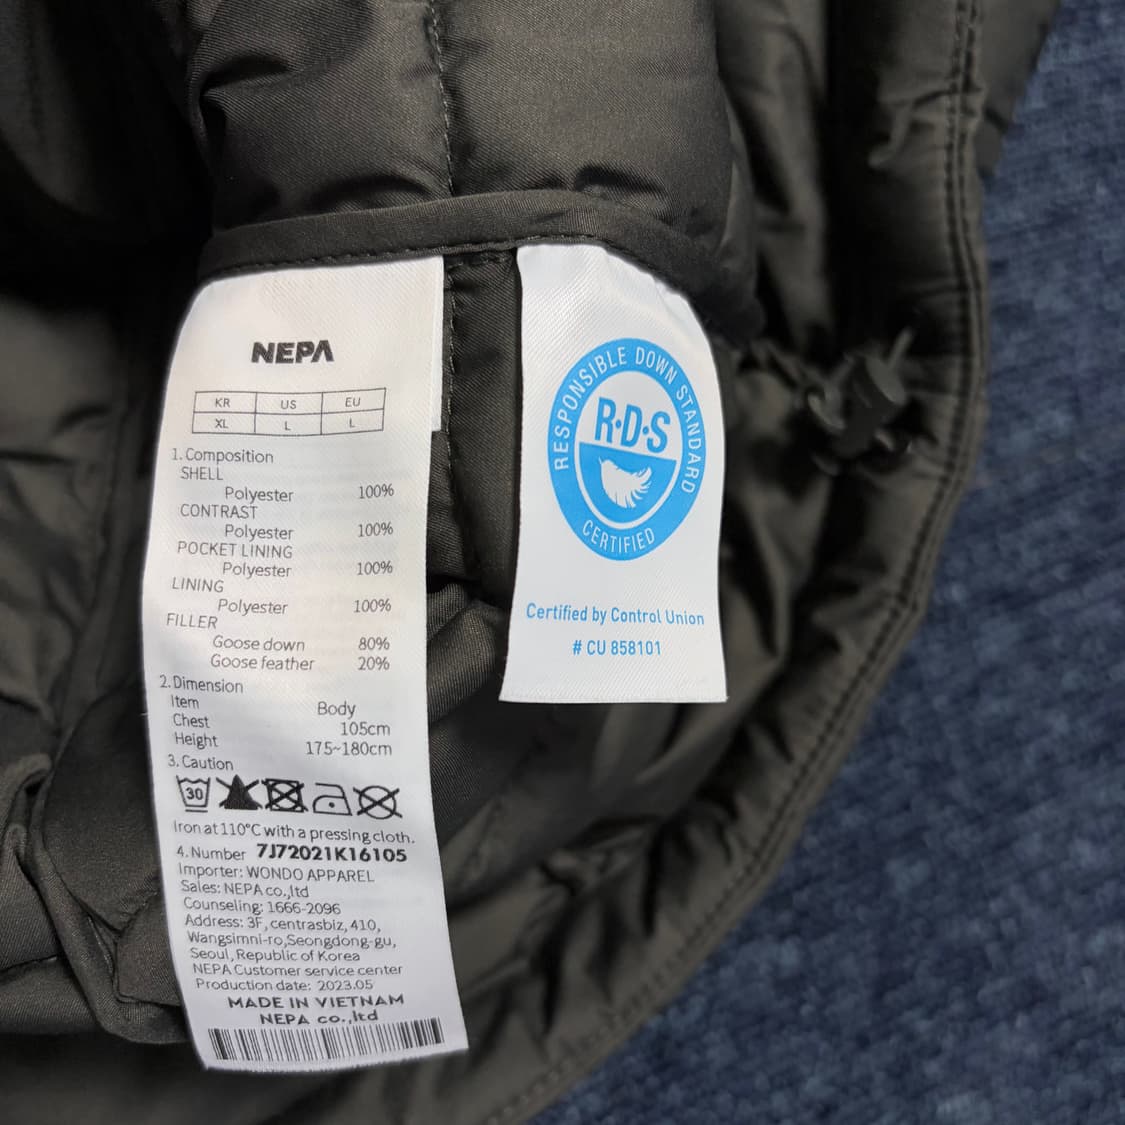 NEPA
KR US EU
XL L L
1. Composition
SHELL
Polyester 100%
CONTRAST
Polyester 100%
POCKET LINING
Polyester 100%
LINING
Polyester 100%
FILLER
Goose down 80%
Goose feather 20%
2. Dimension
Item Body
Chest 105cm
Height 175~180cm
3. Caution
30
Iron at 110°C with a pressing cloth.
4. Number 7J72021K16105
Importer: WONDO APPAREL
Sales: NEPA co.,ltd
Counseling: 1666-2096
Address: 3F, centrasbiz, 410,
Wangsimni-ro,Seongdong-gu,
Seoul, Republic of Korea
NEPA Customer service center
Production date: 2023.05
MADE IN VIETNAM
NEPA co.,ltd
RESPONSIBLE DOWN STANDARD
R·D·S
CERTIFIED
Certified by Control Union
# CU 858101